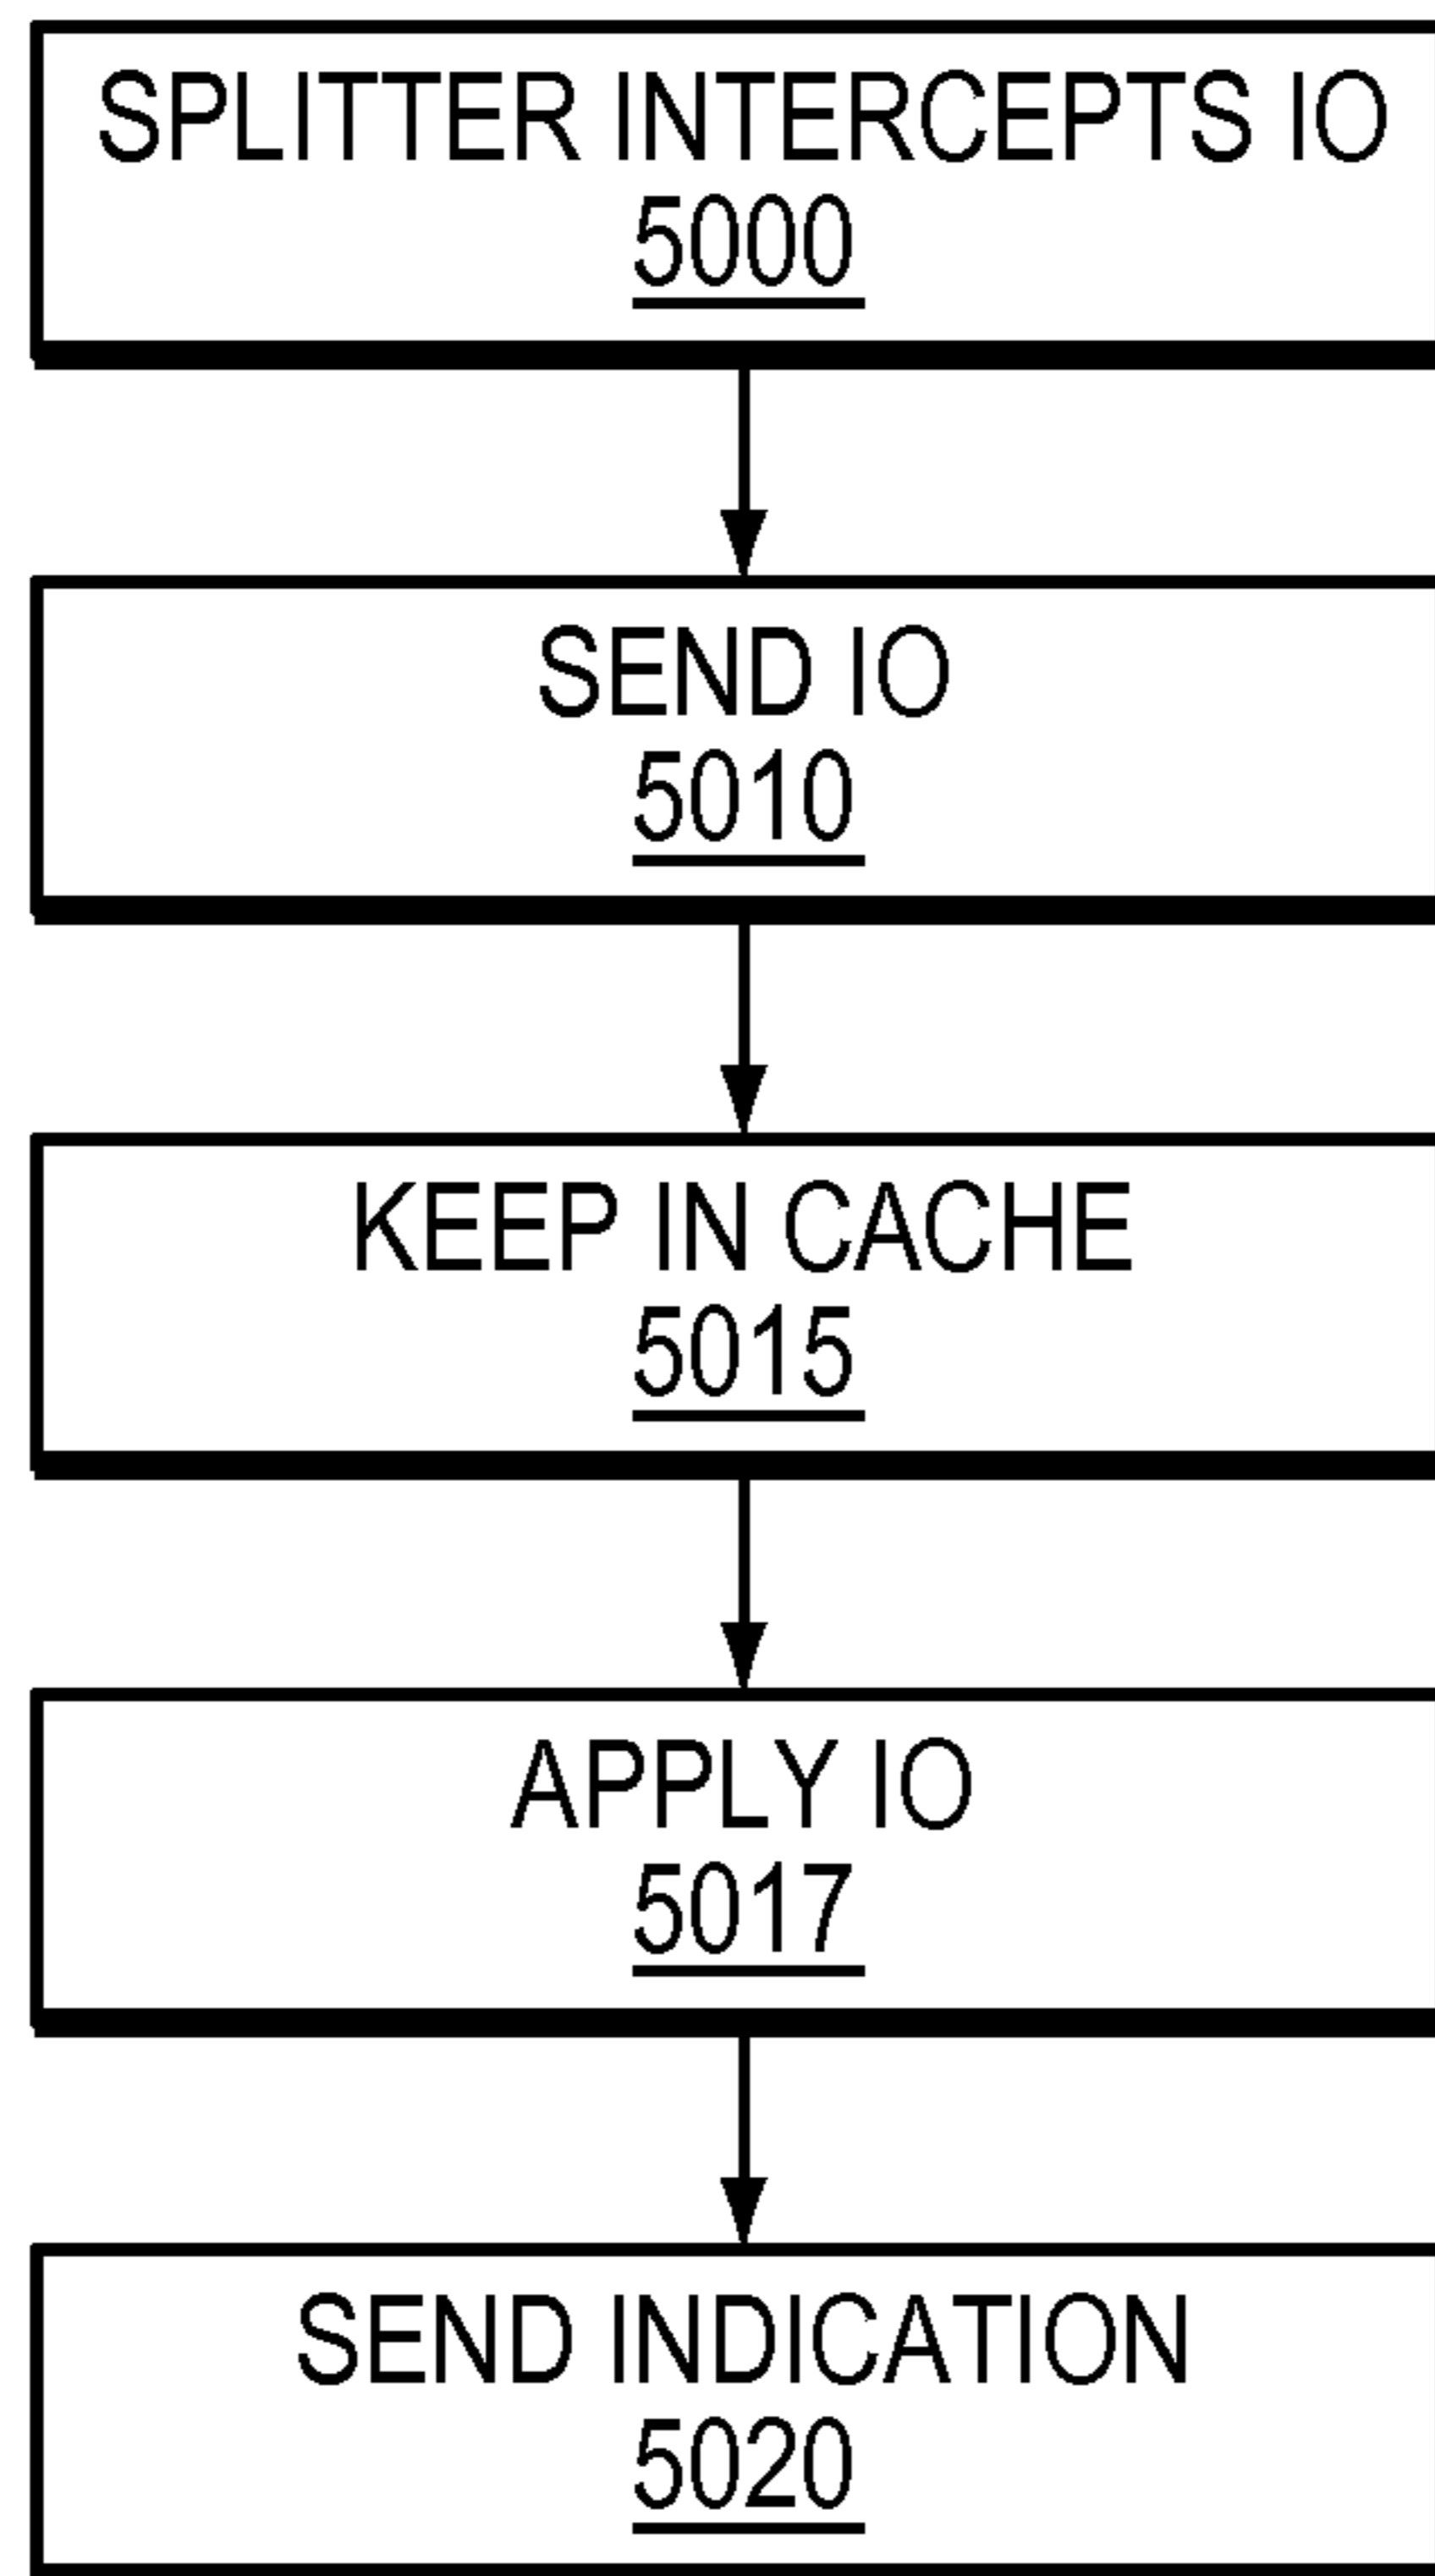 SPLITTER INTERCEPTS IO
5000
SEND IO
5010
KEEP IN CACHE
5015
APPLY IO
5017
SEND INDICATION
5020